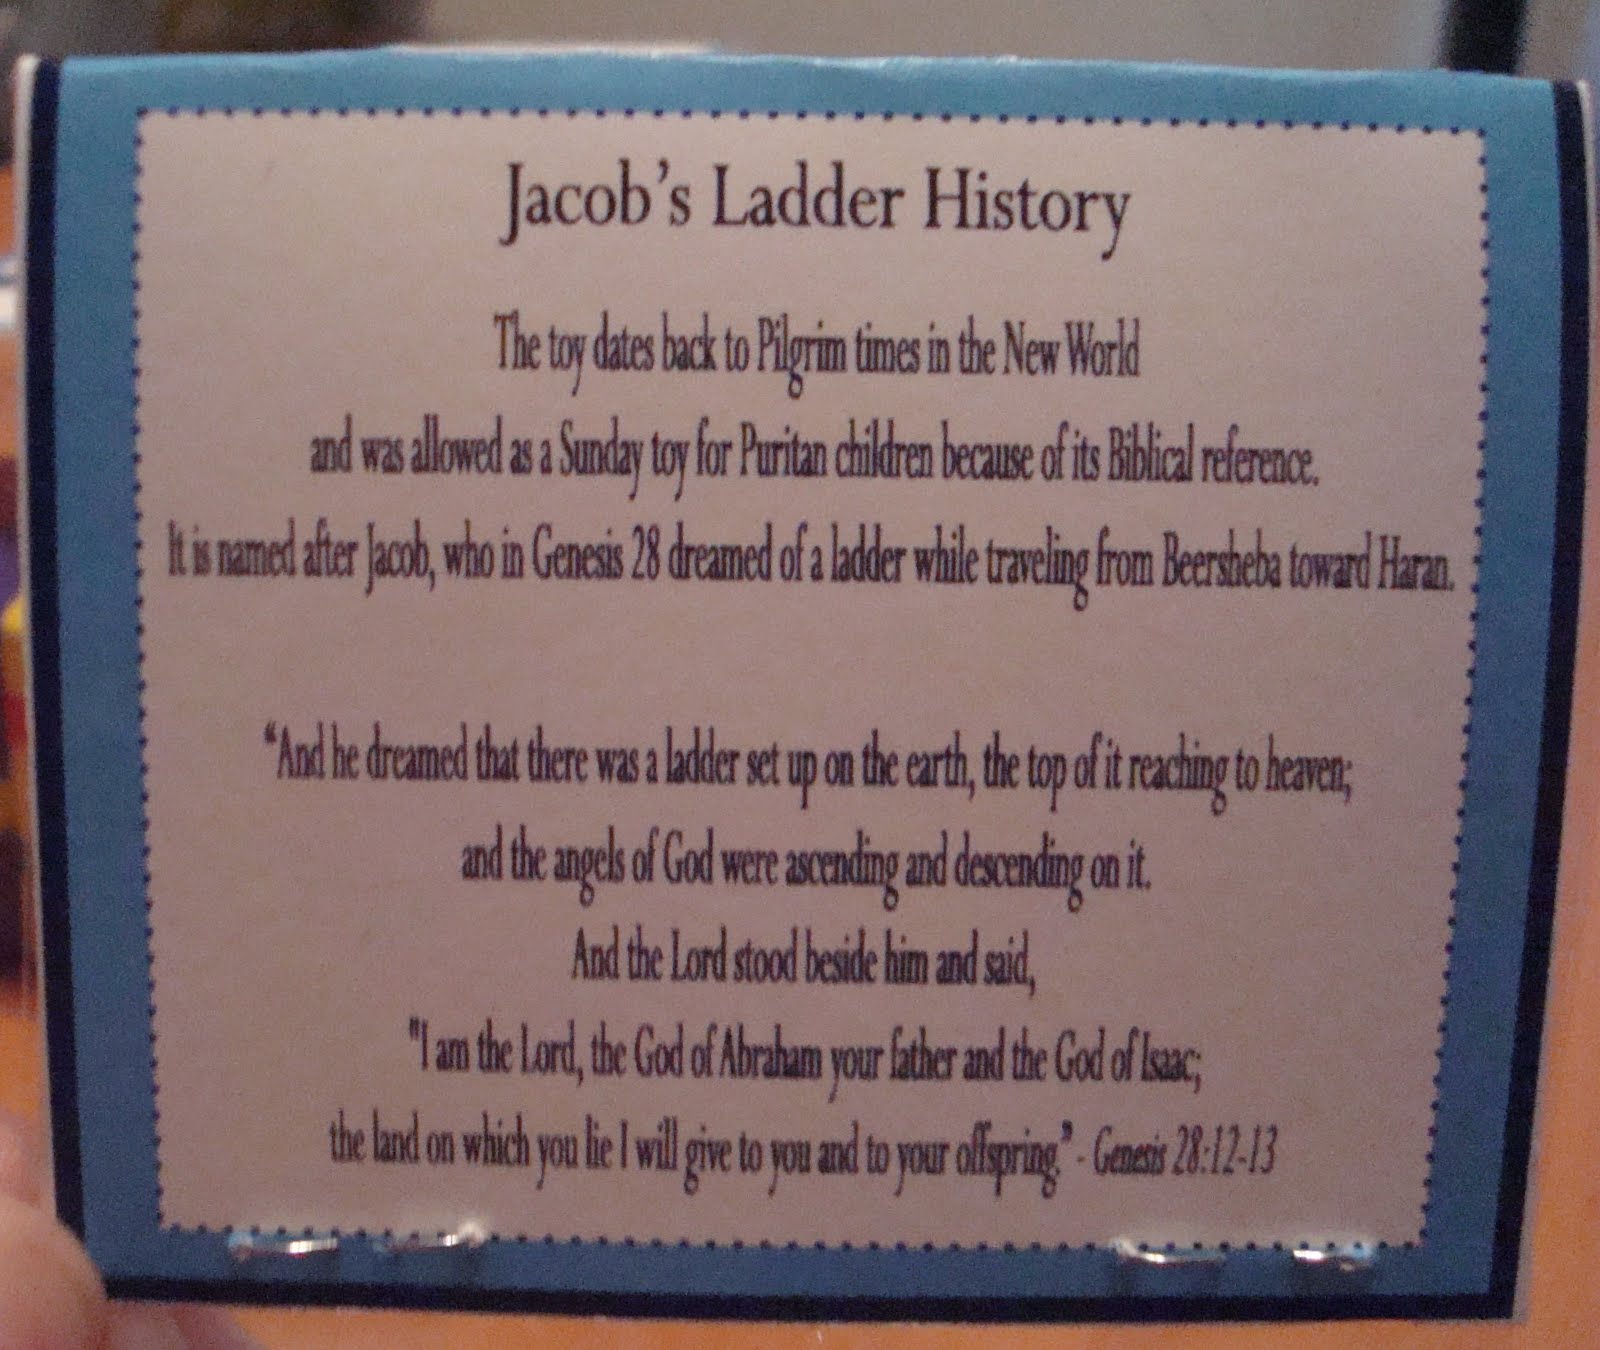 Jacob’s Ladder History
The toy dates back to Pilgrim times in the New World
and was allowed as a Sunday toy for Puritan children because of its Biblical reference.
It is named after Jacob, who in Genesis 28 dreamed of a ladder while traveling from Beersheba toward Haran.
“And he dreamed that there was a ladder set up on the earth, the top of it reaching to heaven;
and the angels of God were ascending and descending on it.
And the Lord stood beside him and said,
"I am the Lord, the God of Abraham your father and the God of Isaac;
the land on which you lie I will give to you and to your offspring.” - Genesis 28:12-13